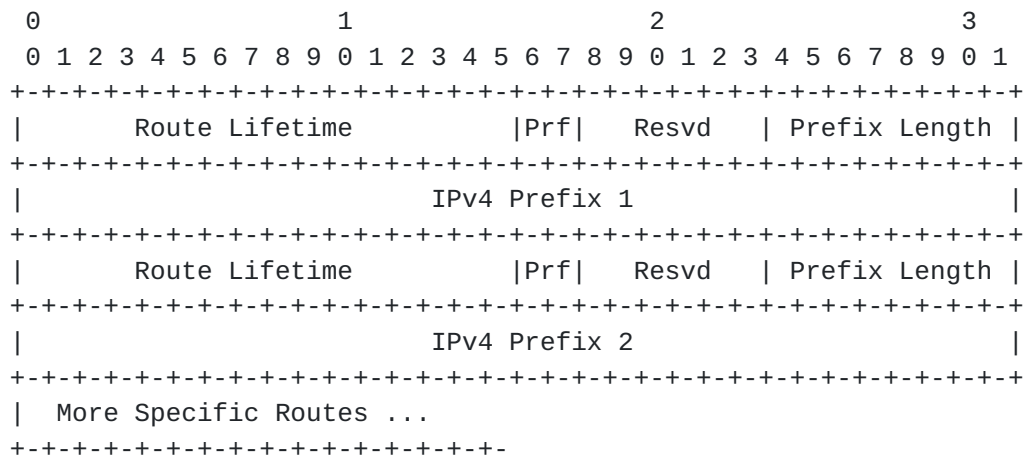 0                   1                   2                   3
 0 1 2 3 4 5 6 7 8 9 0 1 2 3 4 5 6 7 8 9 0 1 2 3 4 5 6 7 8 9 0 1
+-+-+-+-+-+-+-+-+-+-+-+-+-+-+-+-+-+-+-+-+-+-+-+-+-+-+-+-+-+-+-+-+
|       Route Lifetime          |Prf|   Resvd   | Prefix Length |
+-+-+-+-+-+-+-+-+-+-+-+-+-+-+-+-+-+-+-+-+-+-+-+-+-+-+-+-+-+-+-+-+
|                          IPv4 Prefix 1                        |
+-+-+-+-+-+-+-+-+-+-+-+-+-+-+-+-+-+-+-+-+-+-+-+-+-+-+-+-+-+-+-+-+
|       Route Lifetime          |Prf|   Resvd   | Prefix Length |
+-+-+-+-+-+-+-+-+-+-+-+-+-+-+-+-+-+-+-+-+-+-+-+-+-+-+-+-+-+-+-+-+
|                          IPv4 Prefix 2                        |
+-+-+-+-+-+-+-+-+-+-+-+-+-+-+-+-+-+-+-+-+-+-+-+-+-+-+-+-+-+-+-+-+
|  More Specific Routes ...
+-+-+-+-+-+-+-+-+-+-+-+-+-+-+-+-